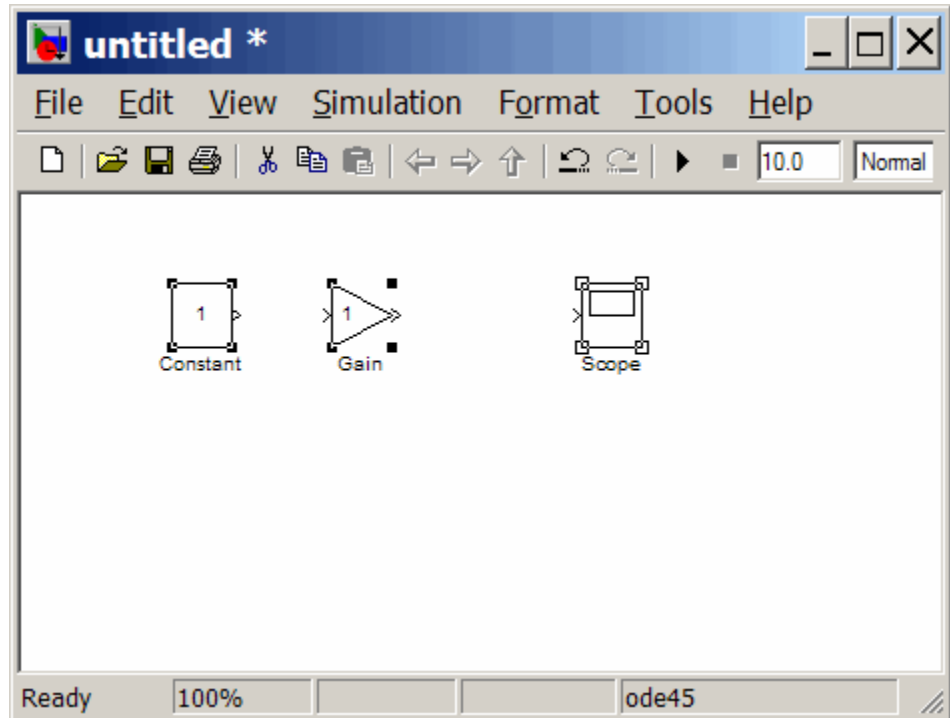 untitled *
File Edit View Simulation Format Tools Help
10.0 Normal
1 1
Constant Gain Scope
Ready 100% ode45